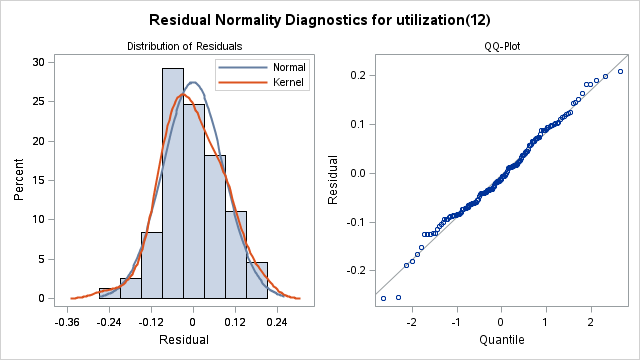 Residual Normality Diagnostics for utilization(12)
Distribution of Residuals
QQ-Plot
Normal
Kernel
30
25
20
15
10
5
0
Percent
-0.36 -0.24 -0.12 0 0.12 0.24
Residual
0.2
0.1
0.0
-0.1
-0.2
Residual
-2 -1 0 1 2
Quantile